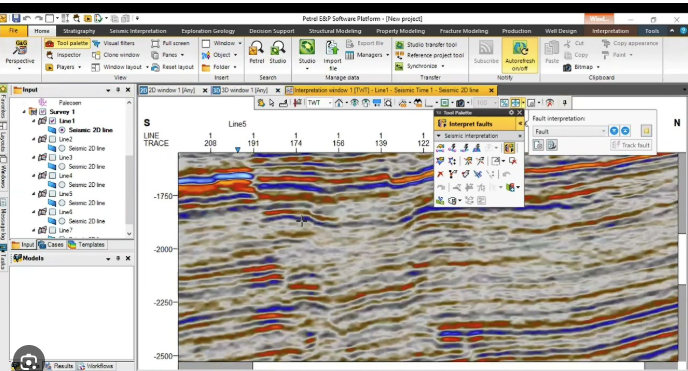 Petrel E&P Software Platform - [New project]
File Home Stratigraphy Seismic Interpretation Exploration Geology Decision Support Structural Modeling Property Modeling Fracture Modeling Production Well Design Interpretation Tools
G&G
Perspective
Tool palette Visual filters Full screen
Inspector Clone window Panes
Players Window layout Reset layout
View
Window
Object
Folder
Insert
Petrel Studio
Search
Studio Import file
Export file
Managers
Copy
Manage data
Studio transfer tool
Reference project tool
Synchronize
Transfer
Subscribe Autorefresh on/off
Notify
Paste Cut Copy appearance
Copy Paint
Bitmap
Clipboard
Input
Paleosen
Survey 1
Line1
Seismic 2D line
Line2
Seismic 2D line
Line3
Seismic 2D line
Line4
Seismic 2D line
Line5
Seismic 2D line
Line6
Seismic 2D line
Line7
Input Cases Templates
Models
Results Workflows
Favorites
Layouts
Windows
Message log
Tasks
2D window 1 [Any] 3D window 1 [Any] Interpretation window 1 [TWT] - Line1 - Seismic Time 1 - Seismic 2D line
TWT
100
S Line5 N
LINE 1 191 1 1 1 191
TRACE 208 191 174 156 139 122
-1750
-2000
-2250
-2500
Tool Palette
Interpret faults
Seismic interpretation
Fault interpretation:
Fault
Track fault